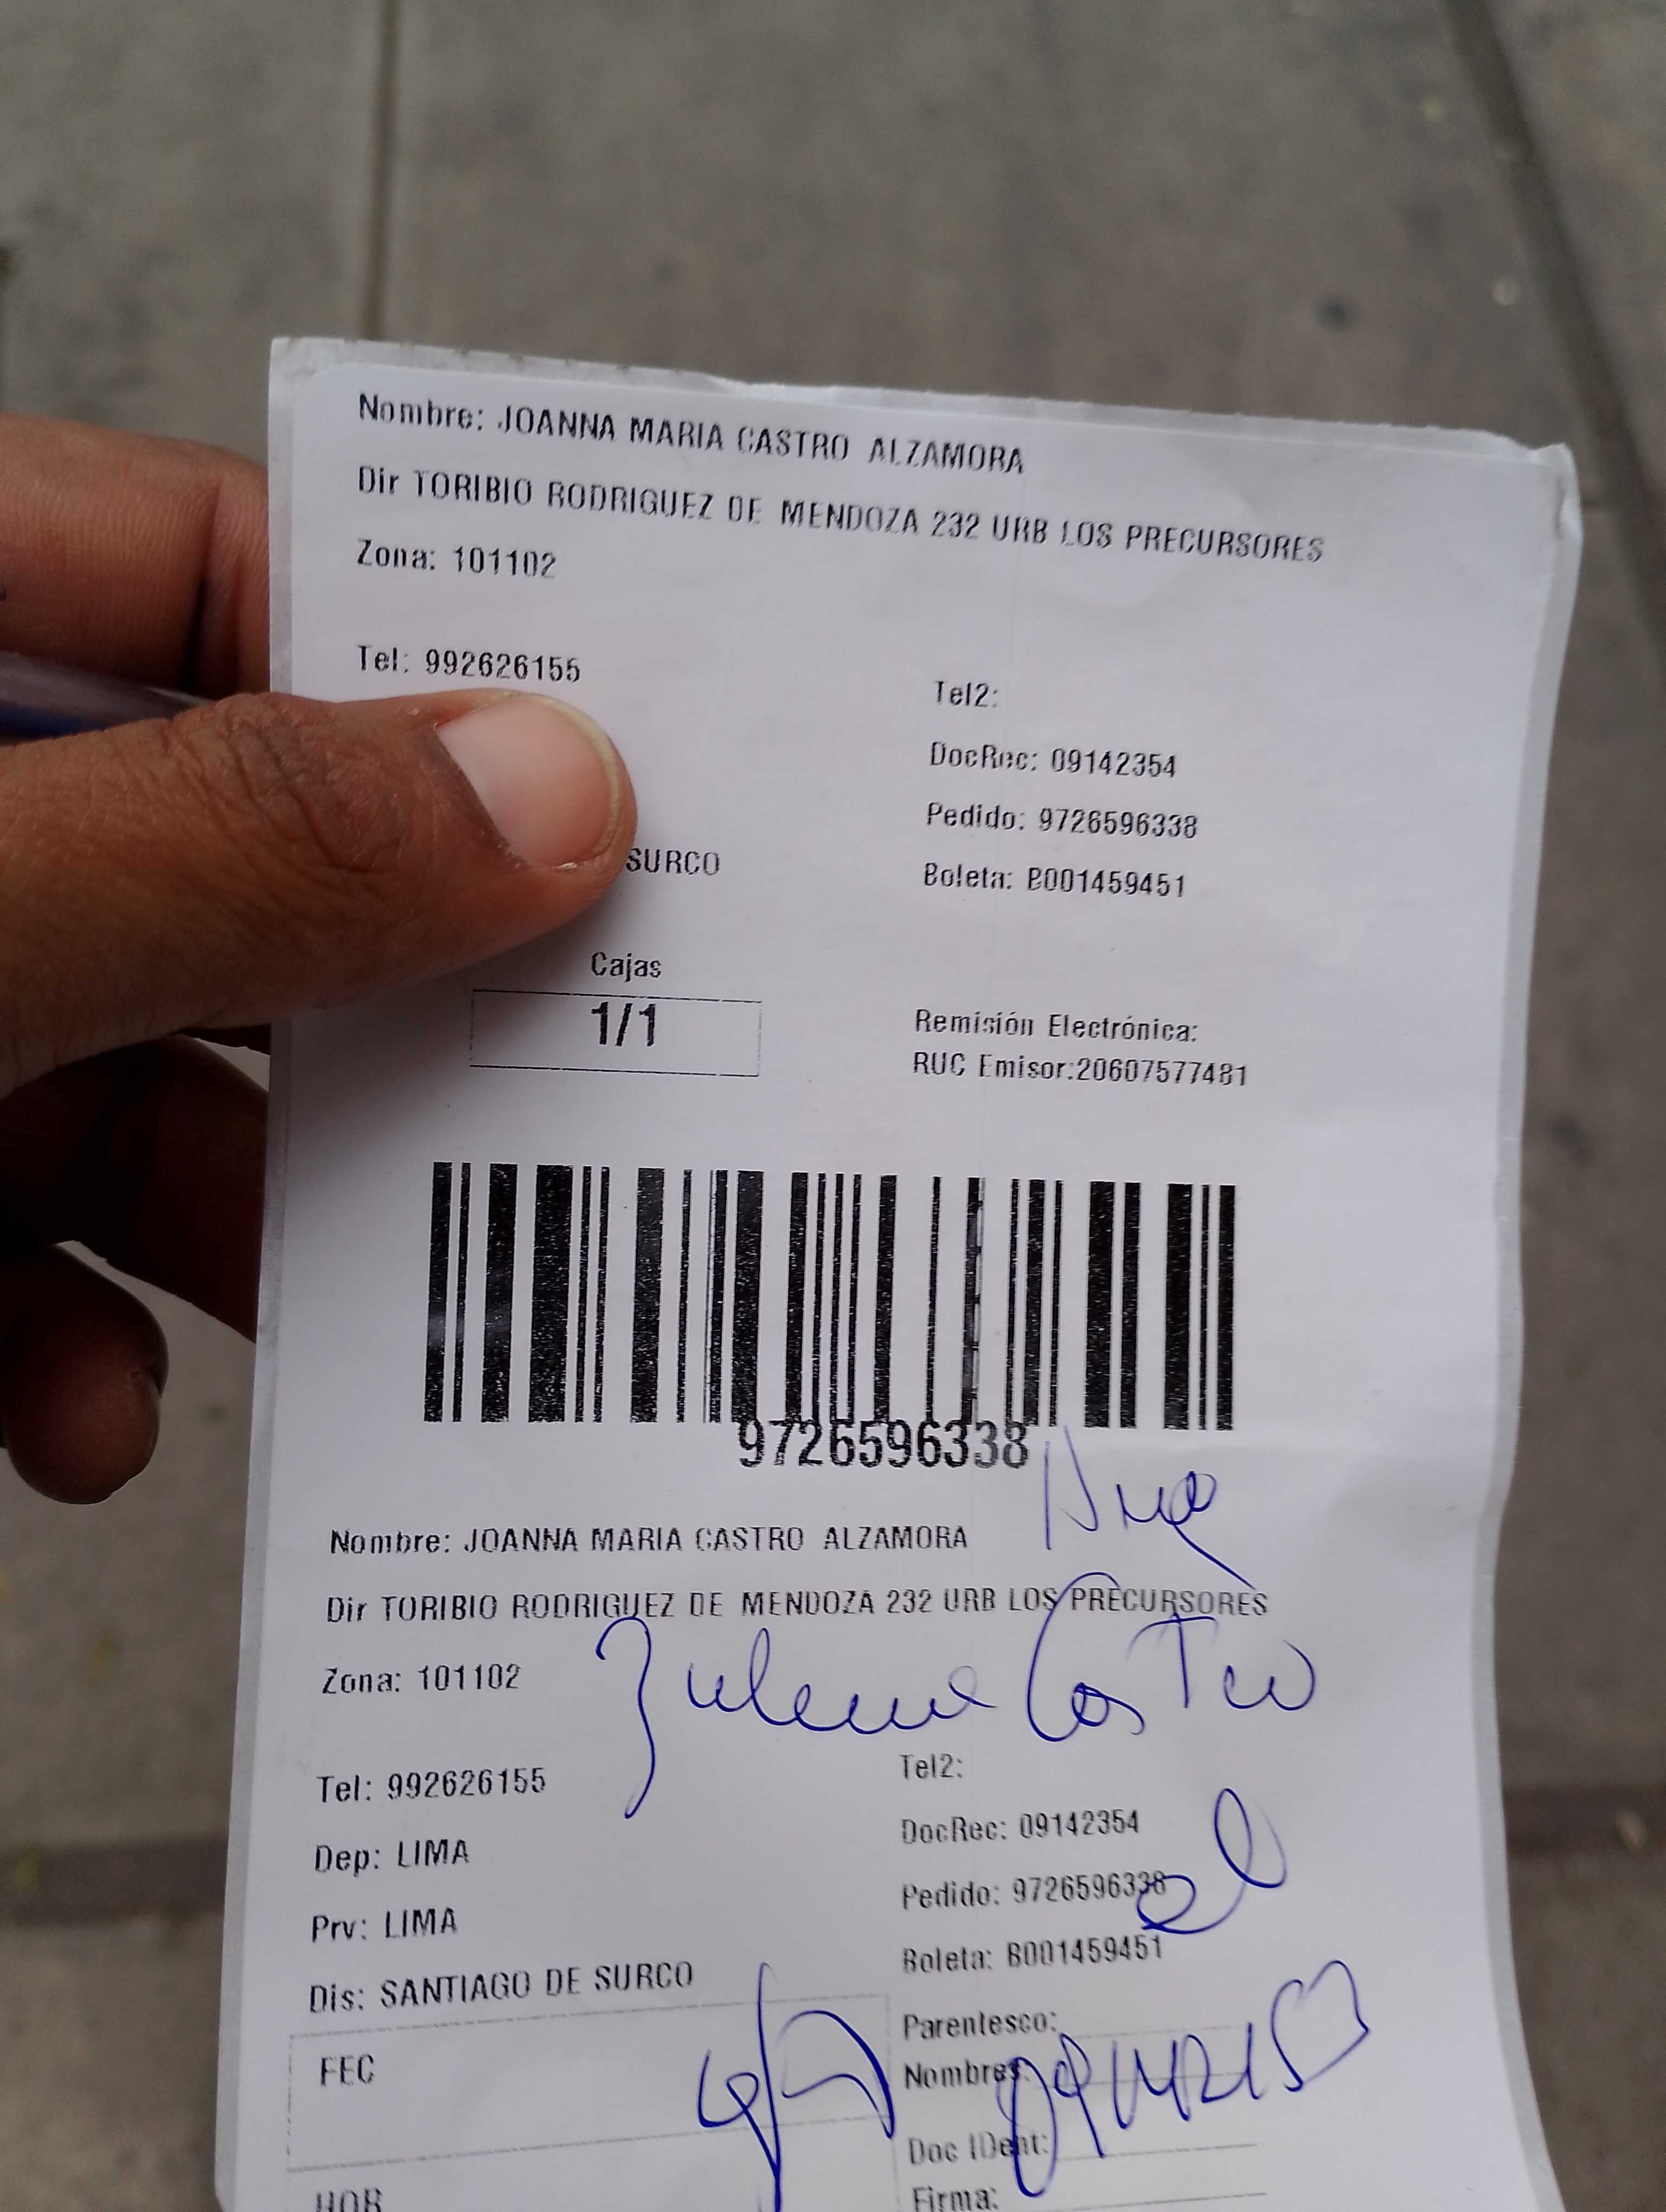 Nombre: JOANNA MARIA CASTRO ALZAMORA
Dir TORIBIO RODRIGUEZ DE MENDOZA 232 URB LOS PRECURSORES
Zona: 101102
Tel: 992626155
Tel2:
DocRec: 09142354
Pedido: 9726596338
SURCO
Boleta: B001459451
Cajas
1/1
Remisión Electrónica:
RUC Emisor:20607577481
9726596338
Nombre: JOANNA MARIA CASTRO ALZAMORA
Dir TORIBIO RODRIGUEZ DE MENDOZA 232 URB LOS PRECURSORES
Zona: 101102
Castro
Tel: 992626155
Tel2:
DocRec: 09142354
Dep: LIMA
Pedido: 9726596338
Prv: LIMA
Boleta: B001459451
Dis: SANTIAGO DE SURCO
Parentesco:
FEC
Nombres:
Doc IDent:
HOR
Firma: